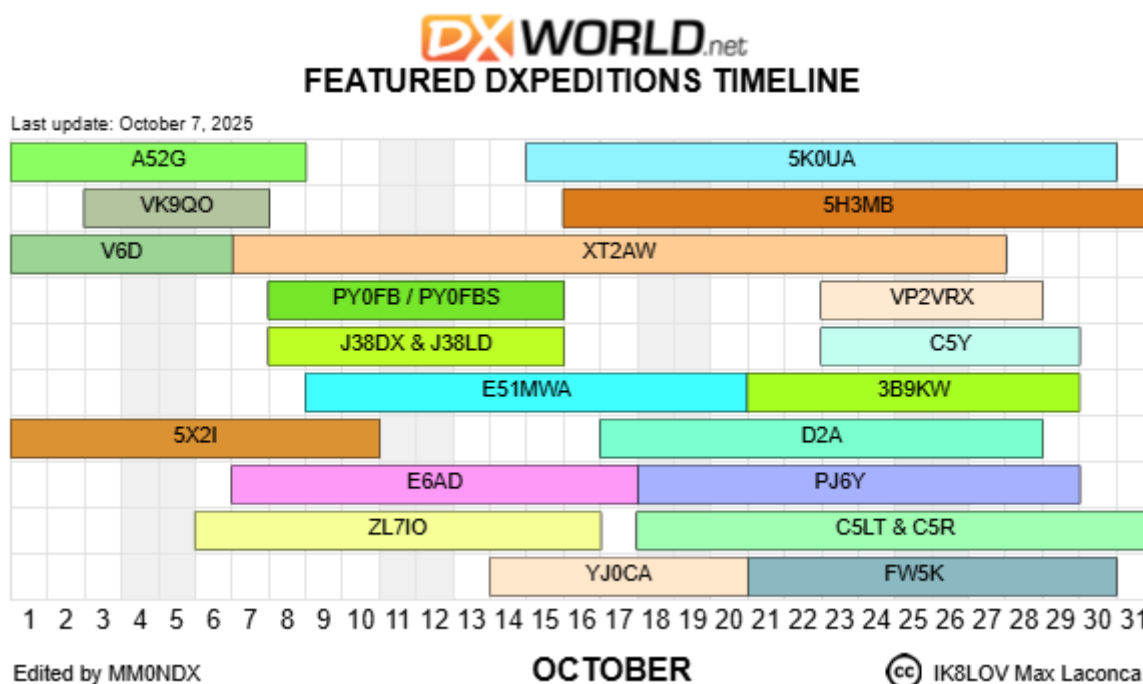 DX WORLD.net
FEATURED DXPEDITIONS TIMELINE
Last update: October 7, 2025
A52G 5K0UA
VK9QO 5H3MB
V6D XT2AW
PY0FB / PY0FBS VP2VRX
J38DX & J38LD C5Y
E51MWA 3B9KW
5X2I D2A
E6AD PJ6Y
ZL7IO C5LT & C5R
YJ0CA FW5K
1 2 3 4 5 6 7 8 9 10 11 12 13 14 15 16 17 18 19 20 21 22 23 24 25 26 27 28 29 30 31
Edited by MM0NDX OCTOBER cc IK8LOV Max Laconca